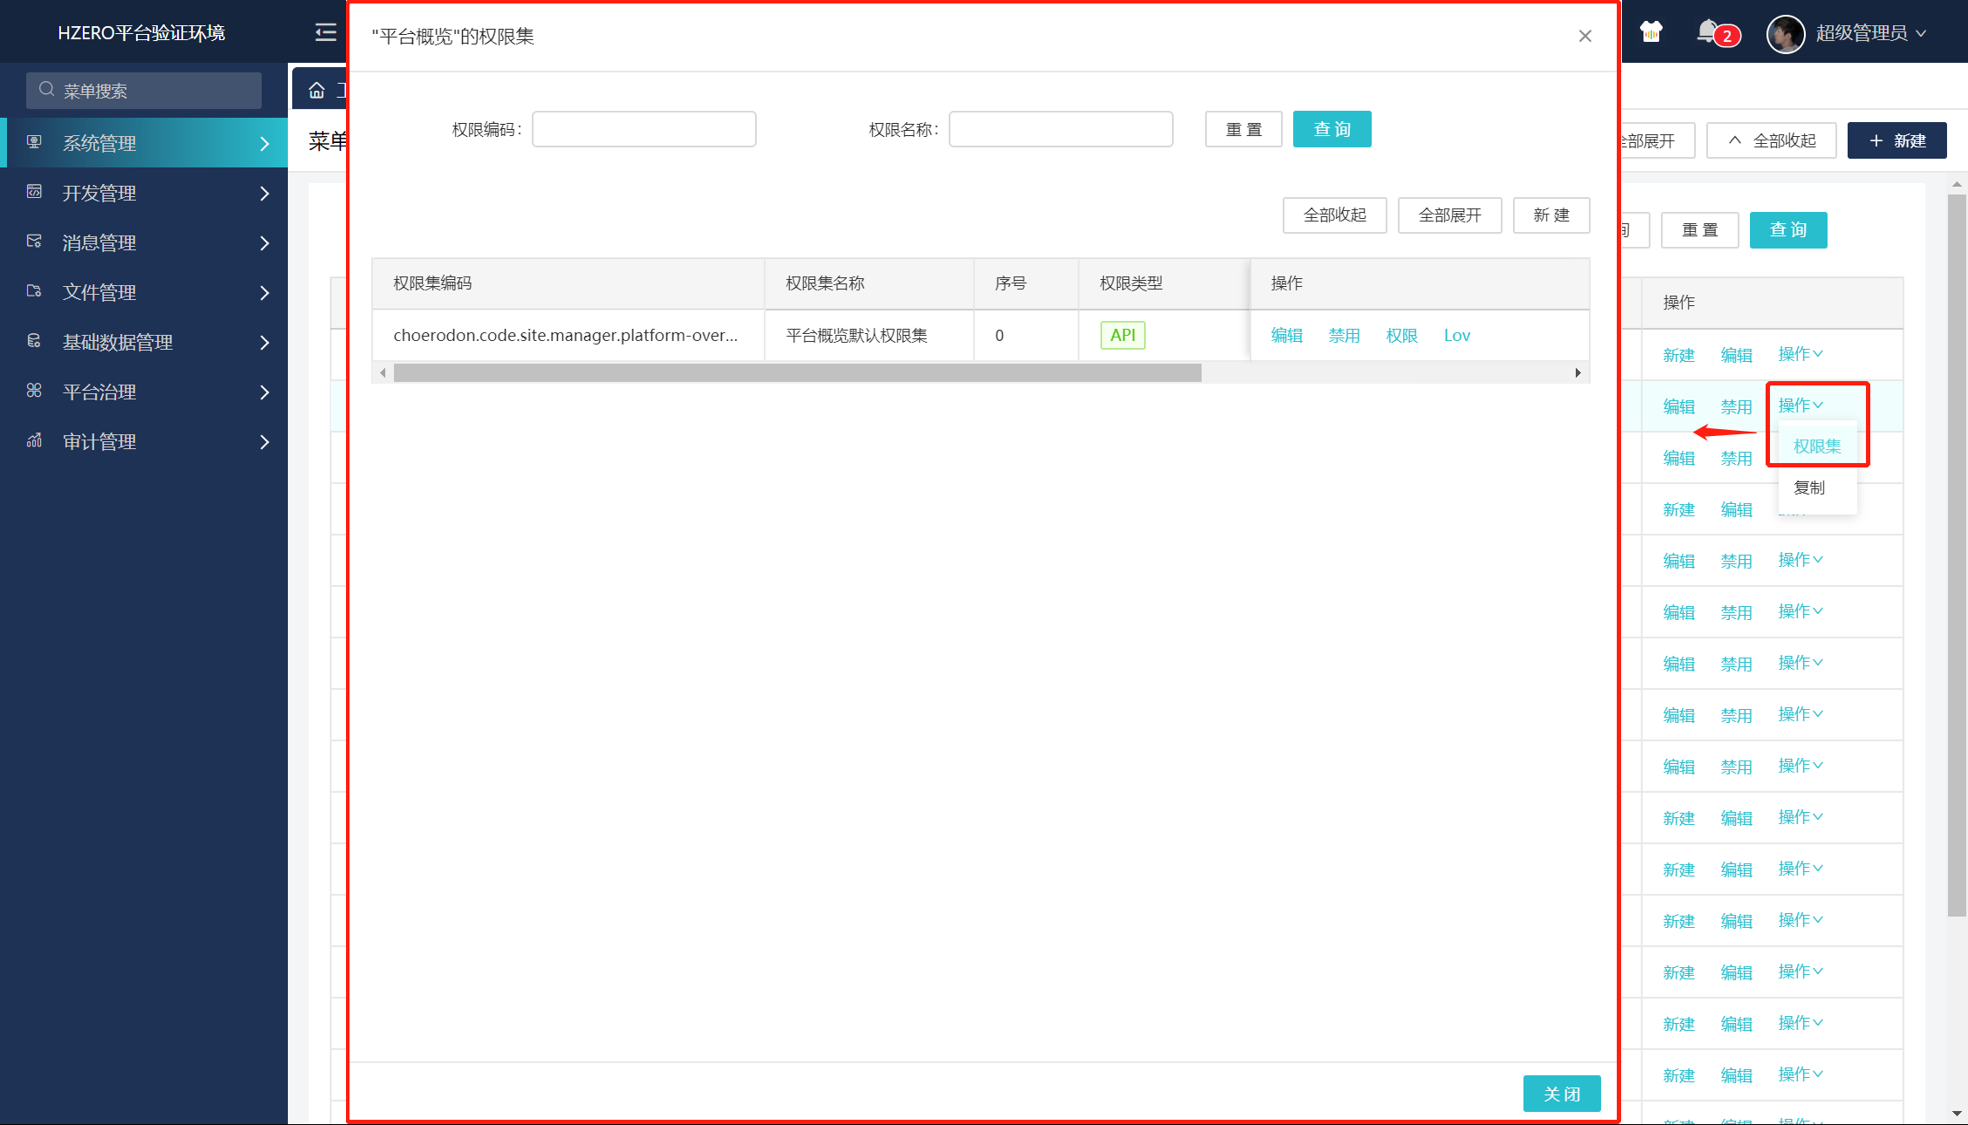 HZERO平台验证环境
2
超级管理员
菜单搜索
系统管理
开发管理
消息管理
文件管理
基础数据管理
平台治理
审计管理
菜单
"平台概览"的权限集
权限编码:
权限名称:
重置
查询
全部收起
全部展开
新建
权限集编码 权限集名称 序号 权限类型 操作
choerodon.code.site.manager.platform-over... 平台概览默认权限集 0 API 编辑 禁用 权限 Lov
关闭
部展开
全部收起
+ 新建
重置
查询
操作
新建 编辑 操作
编辑 禁用 操作
权限集
编辑 禁用
复制
新建 编辑
编辑 禁用 操作
编辑 禁用 操作
编辑 禁用 操作
编辑 禁用 操作
编辑 禁用 操作
新建 编辑 操作
新建 编辑 操作
新建 编辑 操作
新建 编辑 操作
新建 编辑 操作
新建 编辑 操作